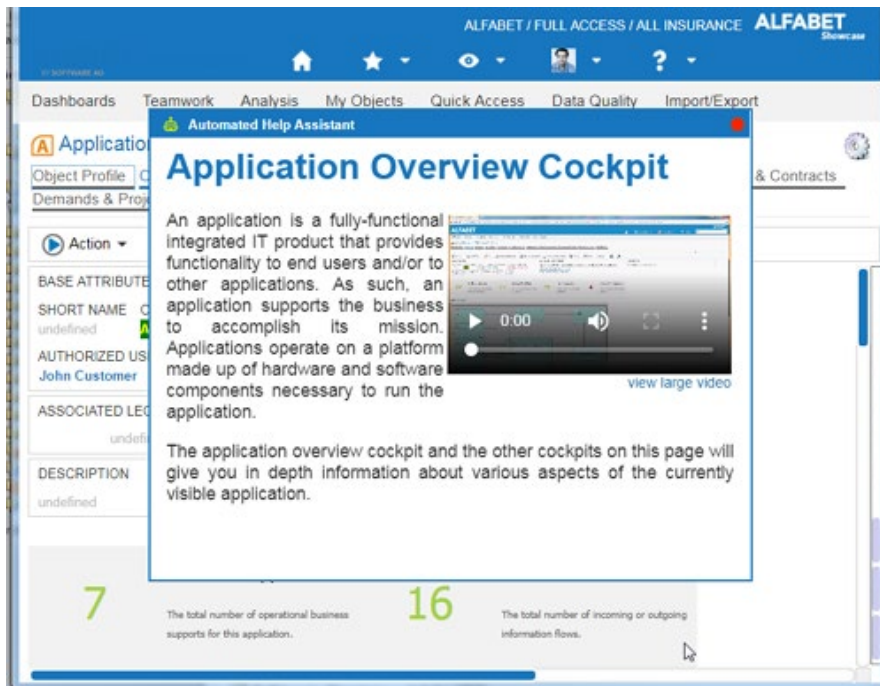 ALFABET / FULL ACCESS / ALL INSURANCE ALFABET
Showcase
Dashboards Teamwork Analysis My Objects Quick Access Data Quality Import/Export
Automated Help Assistant
A Applicatio
Object Profile & Contracts
Demands & Proj
Application Overview Cockpit
An application is a fully-functional
integrated IT product that provides
functionality to end users and/or to
other applications. As such, an
application supports the business
to accomplish its mission.
Applications operate on a platform
made up of hardware and software
components necessary to run the
application.
0:00
view large video
The application overview cockpit and the other cockpits on this page will
give you in depth information about various aspects of the currently
visible application.
Action
BASE ATTRIBUTE
SHORT NAME
undefined
AUTHORIZED US
John Customer
ASSOCIATED LEG
undefi
DESCRIPTION
undefined
7
The total number of operational business
supports for this application.
16
The total number of incoming or outgoing
information flows.